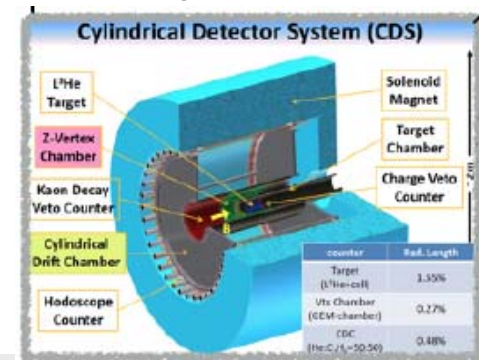 Cylindrical Detector System (CDS)
L³He
Target
Z-Vertex
Chamber
Kaon Decay
Veto Counter
Cylindrical
Drift Chamber
Hodoscope
Counter
Solenoid
Magnet
Target
Chamber
Charge Veto
Counter
B
counter Rad. Length
Target
(L³He+cell) 1.35%
Vtx Chamber
(GEM-chamber) 0.27%
CDC
0.48%